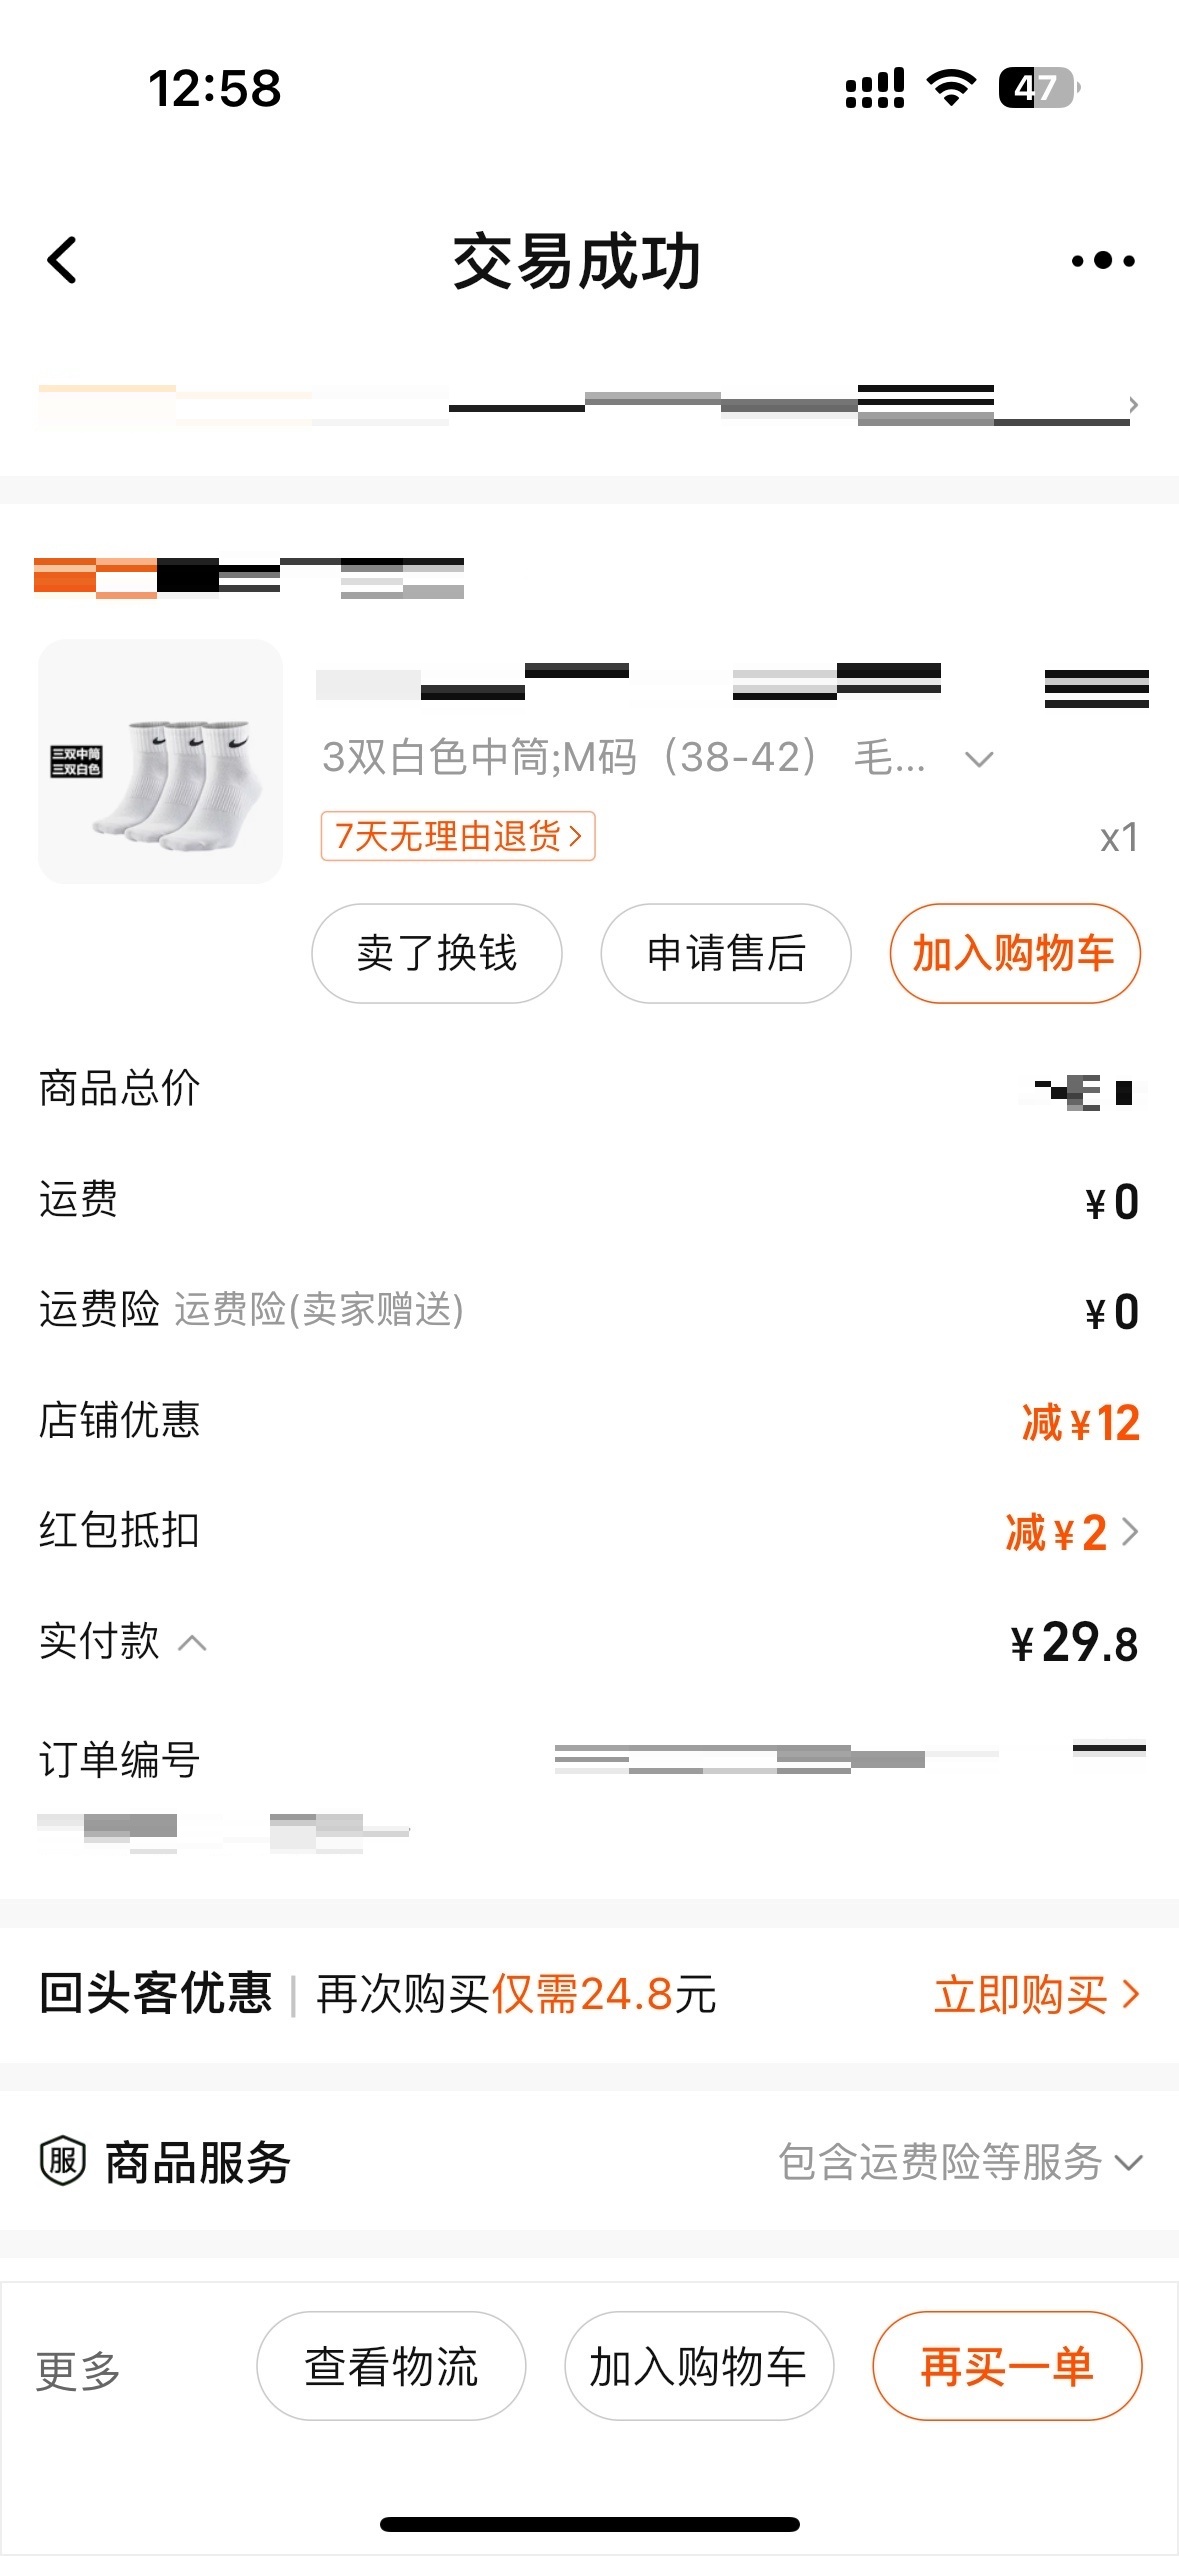 12:58
47
交易成功
三双中筒
三双白色
3双白色中筒;M码（38-42） 毛...
7天无理由退货
x1
卖了换钱 申请售后 加入购物车
商品总价
运费 ¥0
运费险 运费险(卖家赠送) ¥0
店铺优惠 减¥12
红包抵扣 减¥2
实付款 ¥29.8
订单编号
回头客优惠 | 再次购买仅需24.8元 立即购买
服 商品服务 包含运费险等服务
更多 查看物流 加入购物车 再买一单